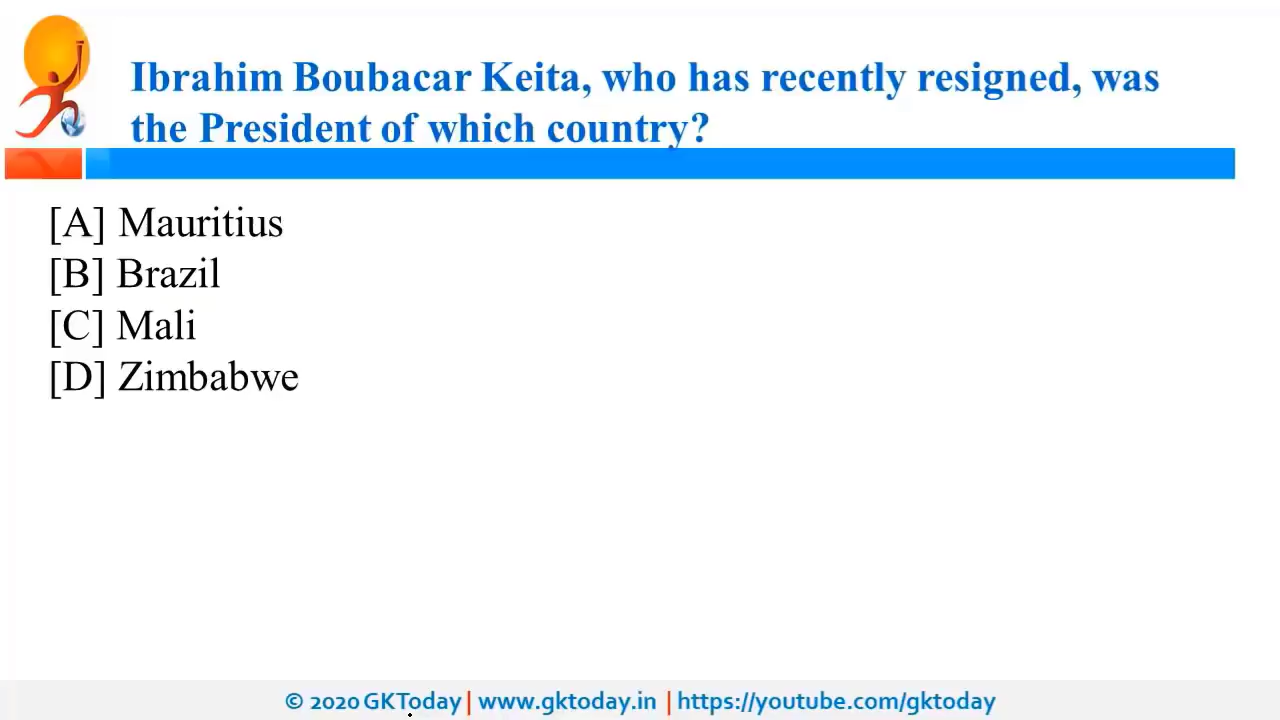 Ibrahim Boubacar Keita, who has recently resigned, was
the President of which country?
[A] Mauritius
[B] Brazil
[C] Mali
[D] Zimbabwe
© 2020 GKToday | www.gktoday.in | https://youtube.com/gktoday